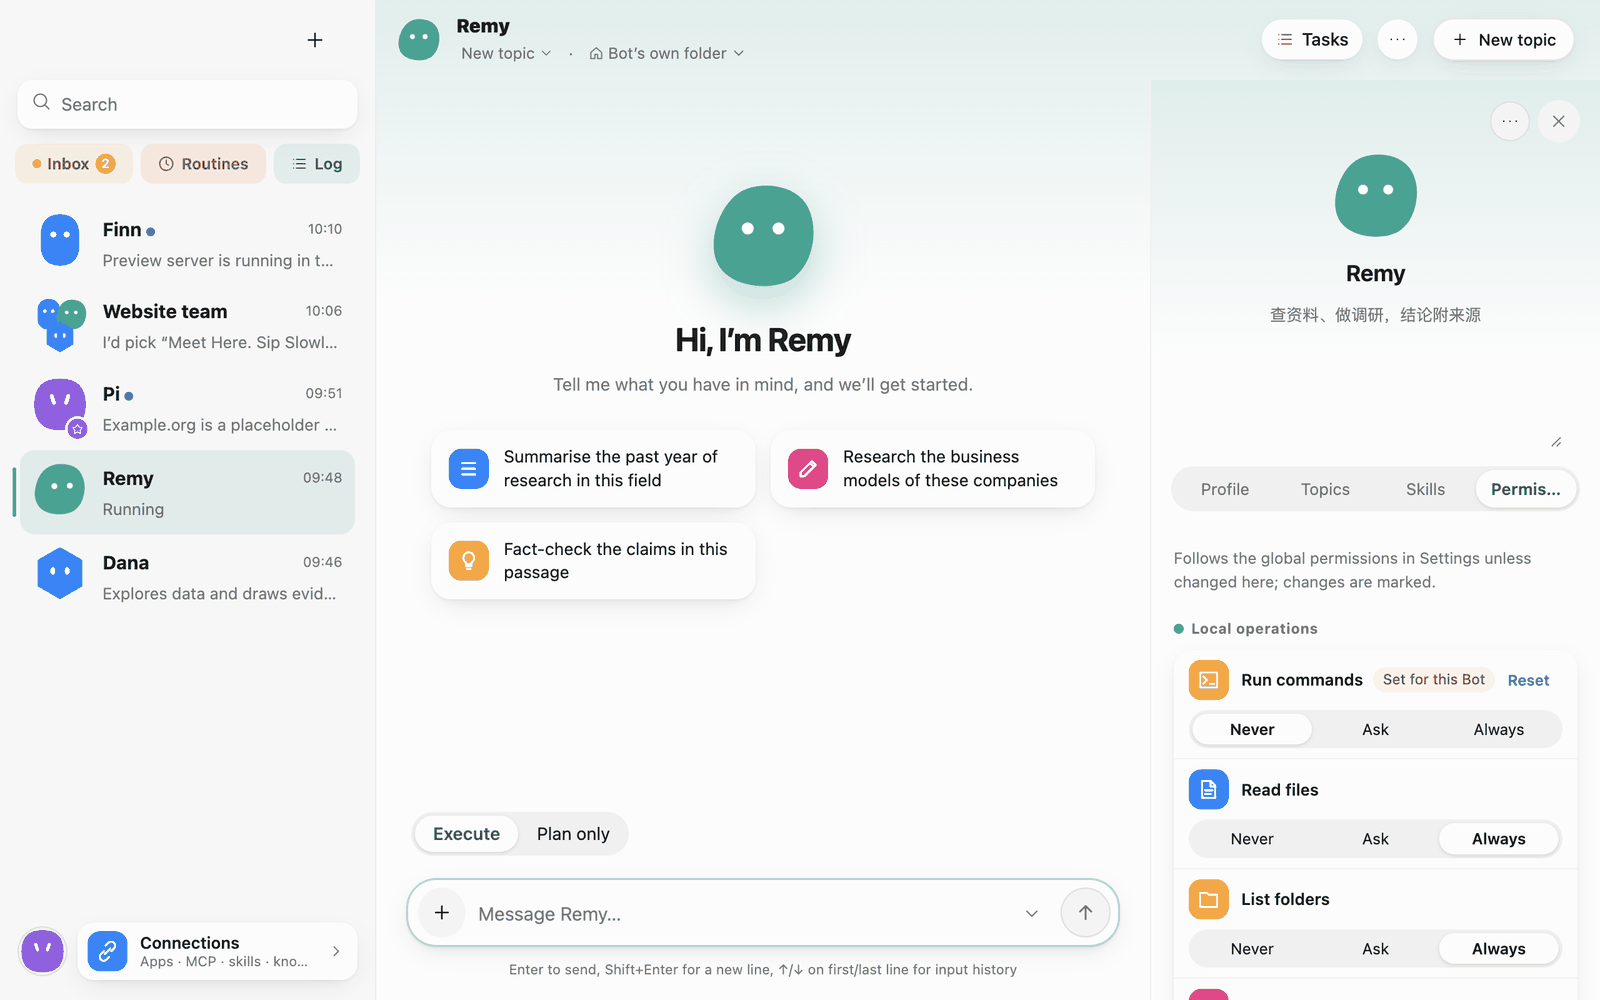 Search
Inbox 2
Routines
Log
Finn
10:10
Preview server is running in t...
Website team
10:06
I’d pick “Meet Here. Sip Slowl...
Pi
09:51
Example.org is a placeholder ...
Remy
09:48
Running
Dana
09:46
Explores data and draws evid...
Connections
Apps · MCP · skills · kno...
Remy
New topic · Bot’s own folder
Tasks
...
New topic
Hi, I’m Remy
Tell me what you have in mind, and we’ll get started.
Summarise the past year of
research in this field
Research the business
models of these companies
Fact-check the claims in this
passage
Execute
Plan only
Message Remy...
Enter to send, Shift+Enter for a new line, ↑/↓ on first/last line for input history
...
Remy
查资料、做调研，结论附来源
Profile
Topics
Skills
Permis...
Follows the global permissions in Settings unless
changed here; changes are marked.
Local operations
Run commands
Set for this Bot
Reset
Never
Ask
Always
Read files
Never
Ask
Always
List folders
Never
Ask
Always